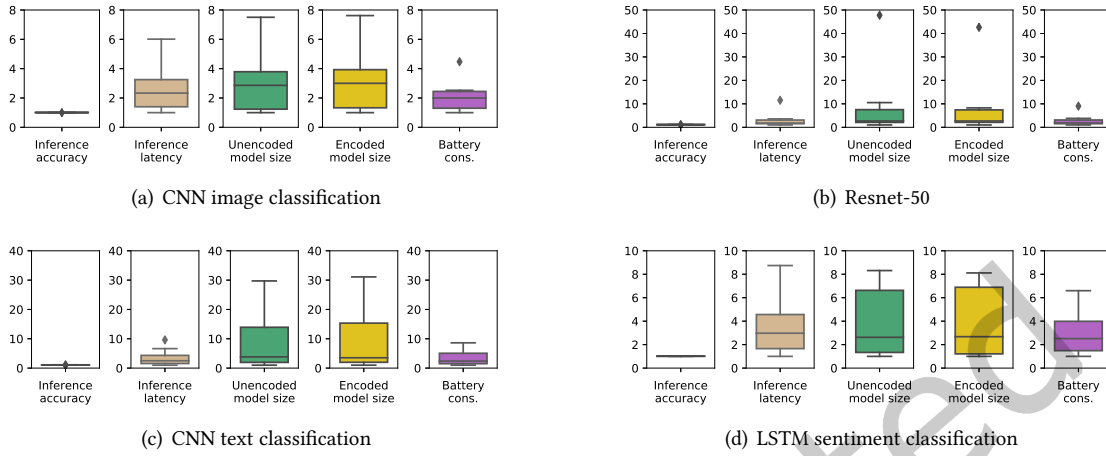 8 8 8 8 8
6 6 6 6 6
4 4 4 4 4
2 2 2 2 2
0 0 0 0 0
Inference accuracy
Inference latency
Unencoded model size
Encoded model size
Battery cons.
(a) CNN image classification
50 50 50 50 50
40 40 40 40 40
30 30 30 30 30
20 20 20 20 20
10 10 10 10 10
0 0 0 0 0
Inference accuracy
Inference latency
Unencoded model size
Encoded model size
Battery cons.
(b) Resnet-50
40 40 40 40 40
30 30 30 30 30
20 20 20 20 20
10 10 10 10 10
0 0 0 0 0
Inference accuracy
Inference latency
Unencoded model size
Encoded model size
Battery cons.
(c) CNN text classification
10 10 10 10 10
8 8 8 8 8
6 6 6 6 6
4 4 4 4 4
2 2 2 2 2
0 0 0 0 0
Inference accuracy
Inference latency
Unencoded model size
Encoded model size
Battery cons.
(d) LSTM sentiment classification
ted